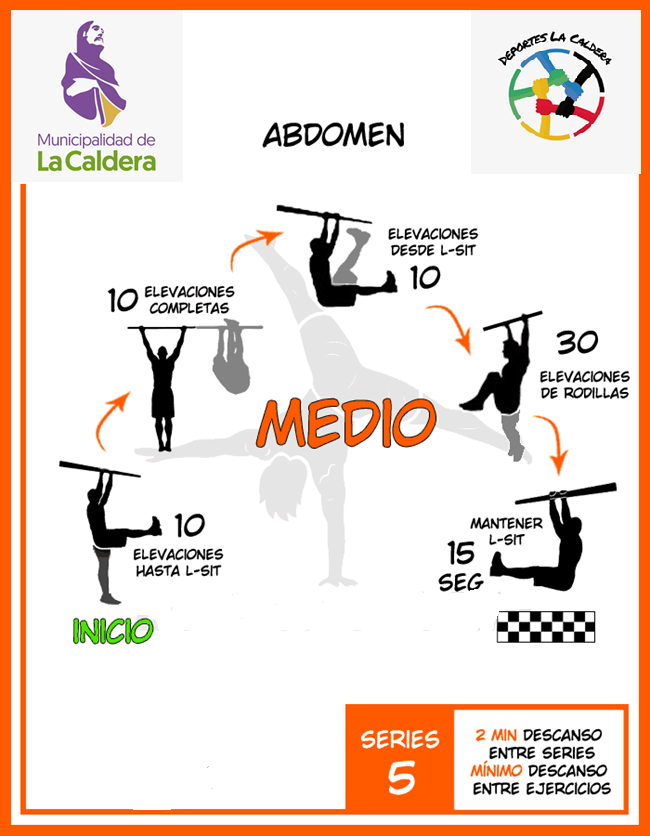 Municipalidad de
La Caldera
DEPORTES LA CALDERA
ABDOMEN
ELEVACIONES
DESDE L-SIT
10
10 ELEVACIONES
COMPLETAS
30
ELEVACIONES
DE RODILLAS
MEDIO
10
ELEVACIONES
HASTA L-SIT
MANTENER
L-SIT
15
SEG
INICIO
SERIES
5
2 MIN DESCANSO
ENTRE SERIES
MÍNIMO DESCANSO
ENTRE EJERCICIOS